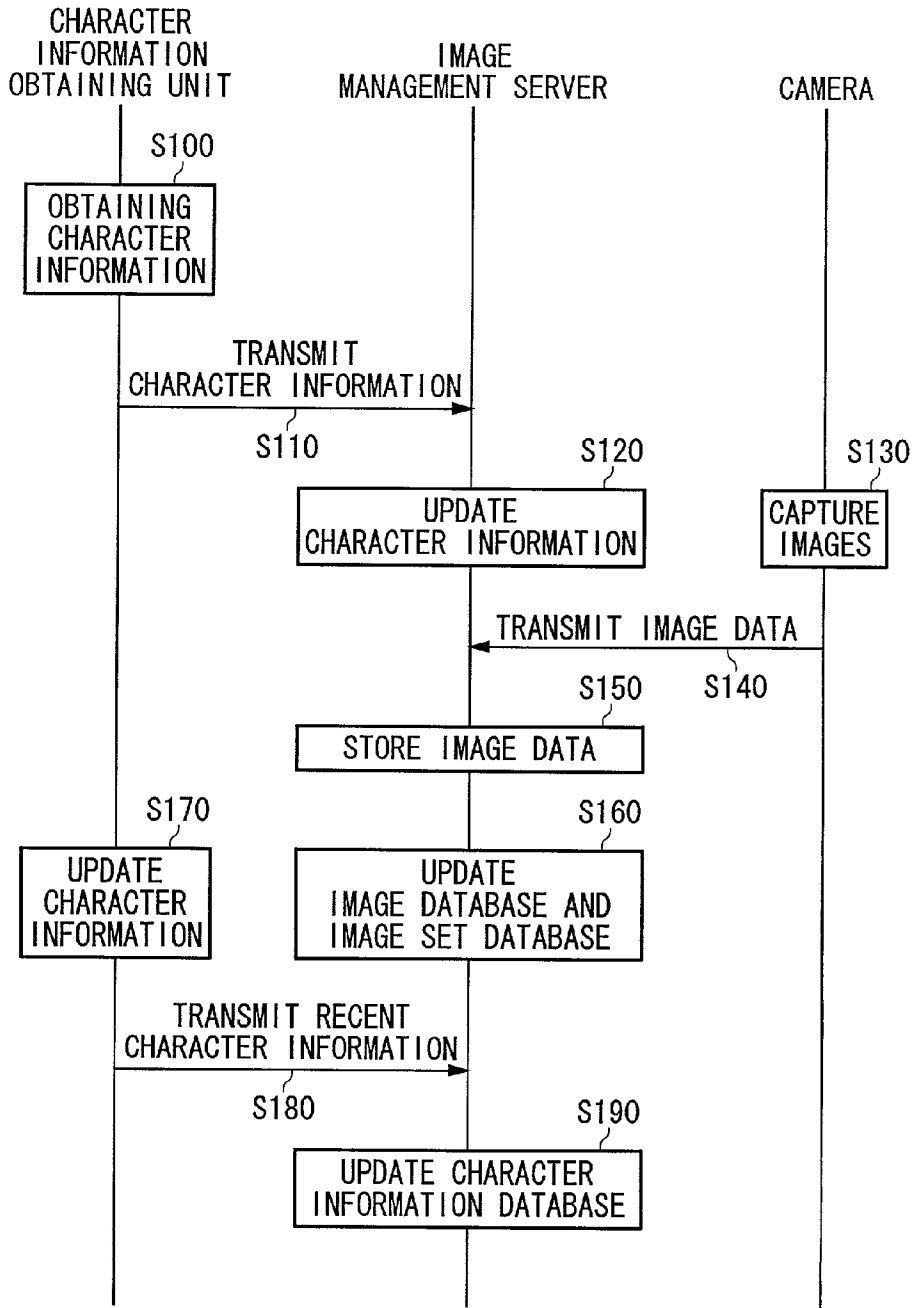 CHARACTER
INFORMATION
OBTAINING UNIT
IMAGE
MANAGEMENT SERVER
CAMERA
S100
OBTAINING
CHARACTER
INFORMATION
TRANSMIT
CHARACTER INFORMATION
S110
S120
UPDATE
CHARACTER INFORMATION
S130
CAPTURE
IMAGES
TRANSMIT IMAGE DATA
S140
S150
STORE IMAGE DATA
S170
UPDATE
CHARACTER
INFORMATION
S160
UPDATE
IMAGE DATABASE AND
IMAGE SET DATABASE
TRANSMIT RECENT
CHARACTER INFORMATION
S180
S190
UPDATE CHARACTER
INFORMATION DATABASE